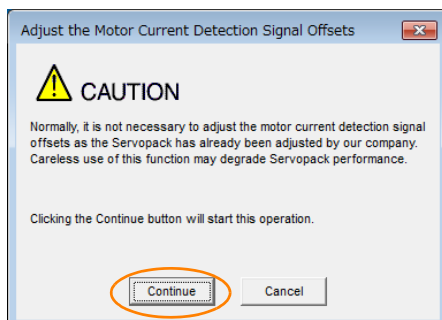 Adjust the Motor Current Detection Signal Offsets
CAUTION
Normally, it is not necessary to adjust the motor current detection signal
offsets as the Servopack has already been adjusted by our company.
Careless use of this function may degrade Servopack performance.
Clicking the Continue button will start this operation.
Continue Cancel